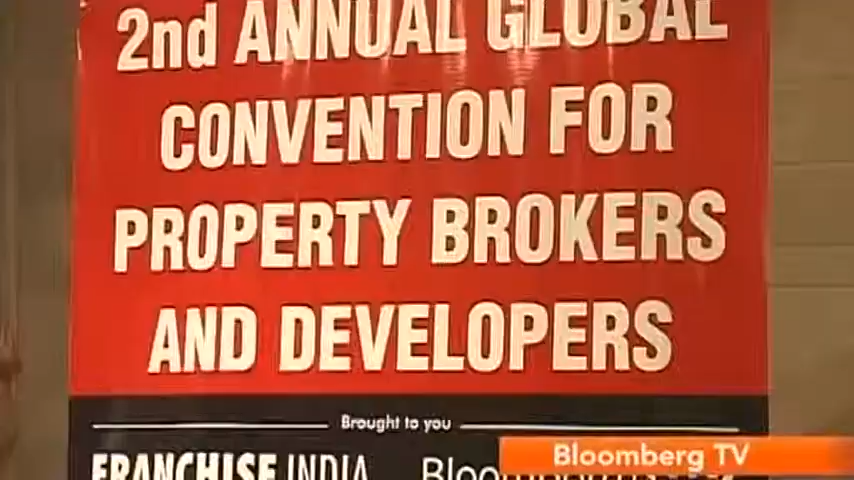 2nd ANNUAL GLOBAL
CONVENTION FOR
PROPERTY BROKERS
AND DEVELOPERS
Brought to you
FRANCHISE INDIA
Bloomberg TV